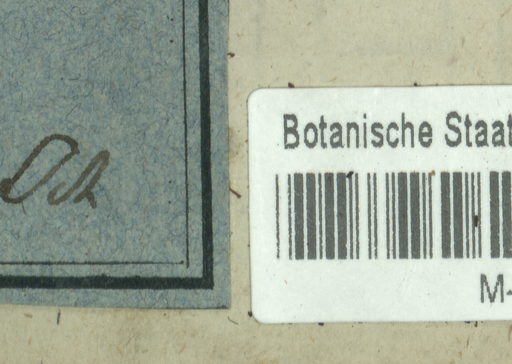 Botanische Staat
M-